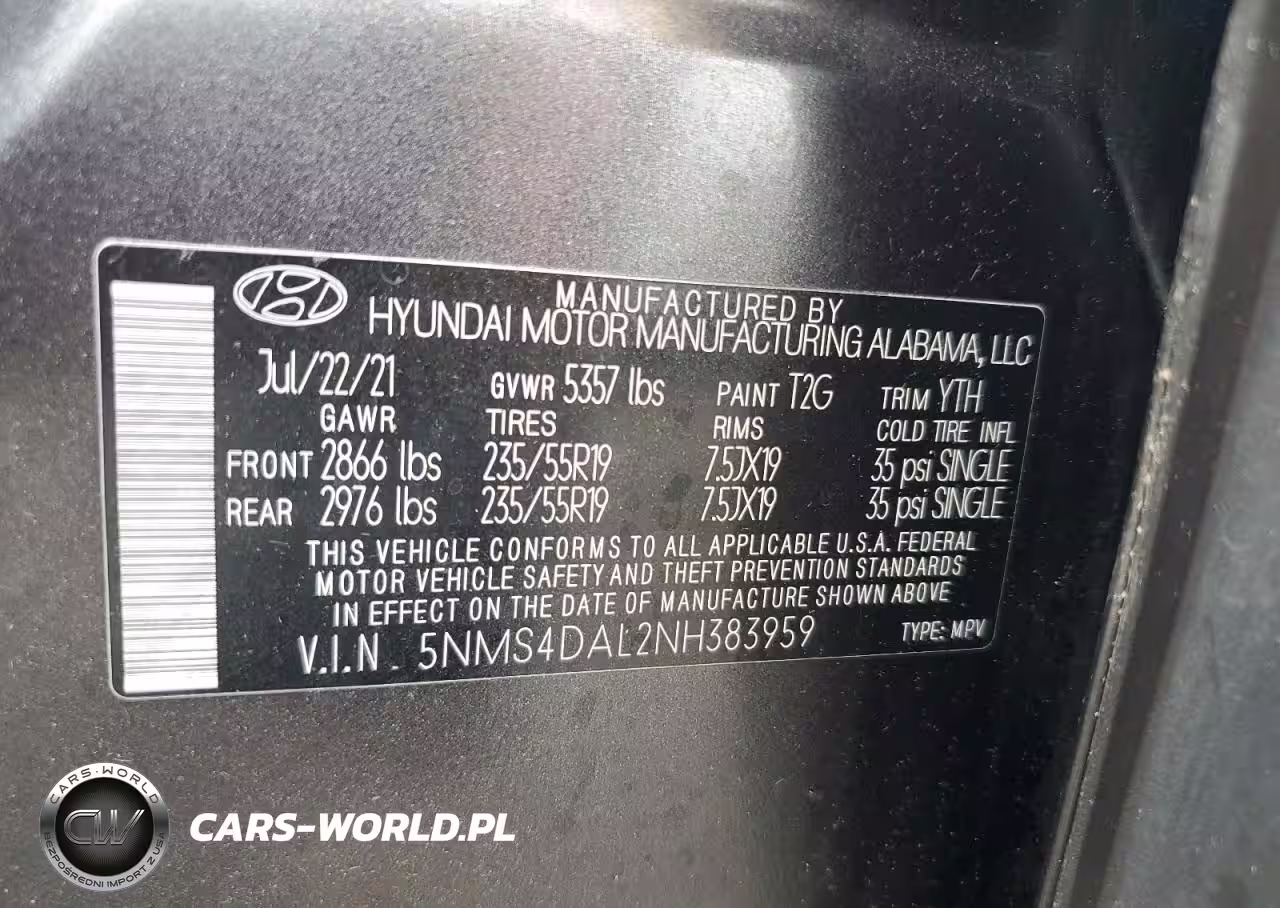 MANUFACTURED BY
HYUNDAI MOTOR MANUFACTURING ALABAMA, LLC
Jul/22/21 GVWR 5357 lbs PAINT T2G TRIM YTH
GAWR TIRES RIMS COLD TIRE INFL
FRONT 2866 lbs 235/55R19 7.5JX19 35 psi SINGLE
REAR 2976 lbs 235/55R19 7.5JX19 35 psi SINGLE
THIS VEHICLE CONFORMS TO ALL APPLICABLE U.S.A. FEDERAL
MOTOR VEHICLE SAFETY AND THEFT PREVENTION STANDARDS
IN EFFECT ON THE DATE OF MANUFACTURE SHOWN ABOVE
V.I.N. 5NMS4DAL2NH383959 TYPE: MPV
CARS-WORLD
CW
BEZPOŚREDNI IMPORT Z USA
CARS-WORLD.PL